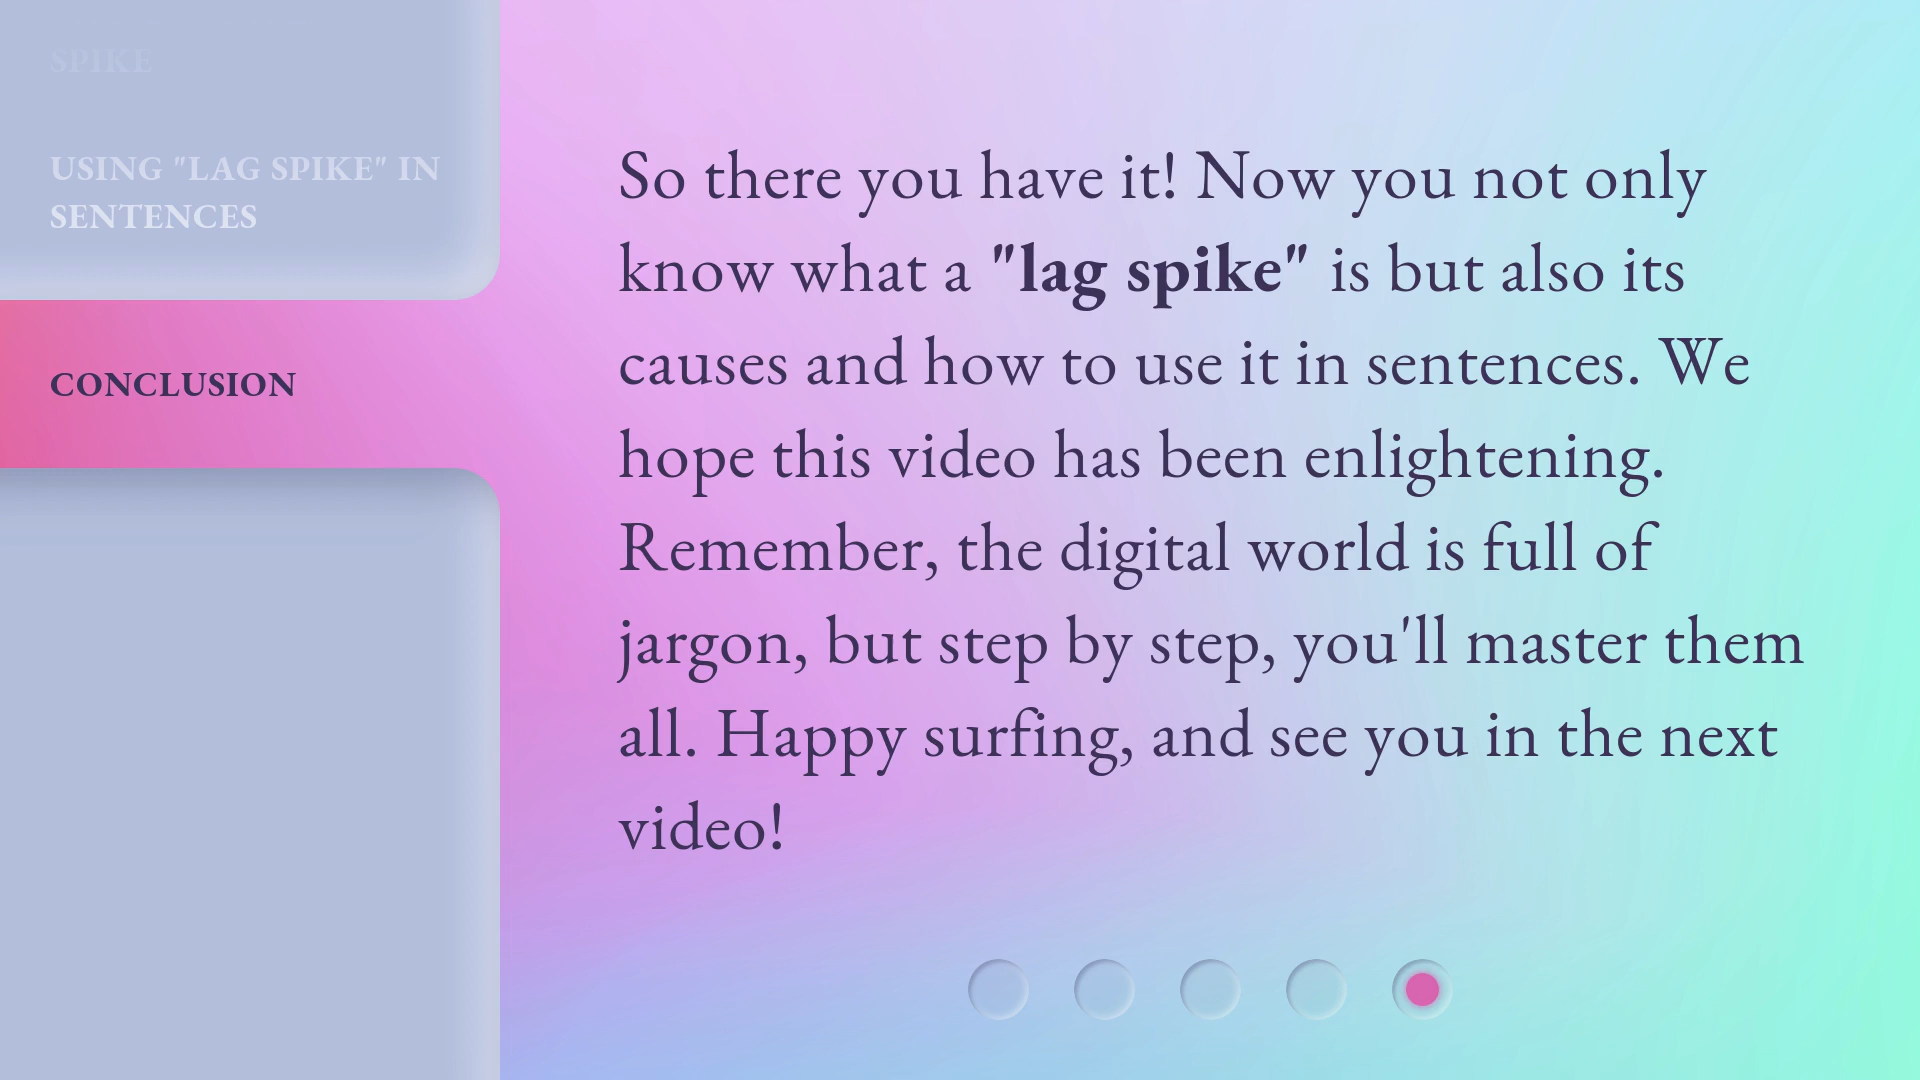 SPIKE
USING "LAG SPIKE" IN
SENTENCES
CONCLUSION
So there you have it! Now you not only
know what a "lag spike" is but also its
causes and how to use it in sentences. We
hope this video has been enlightening.
Remember, the digital world is full of
jargon, but step by step, you'll master them
all. Happy surfing, and see you in the next
video!